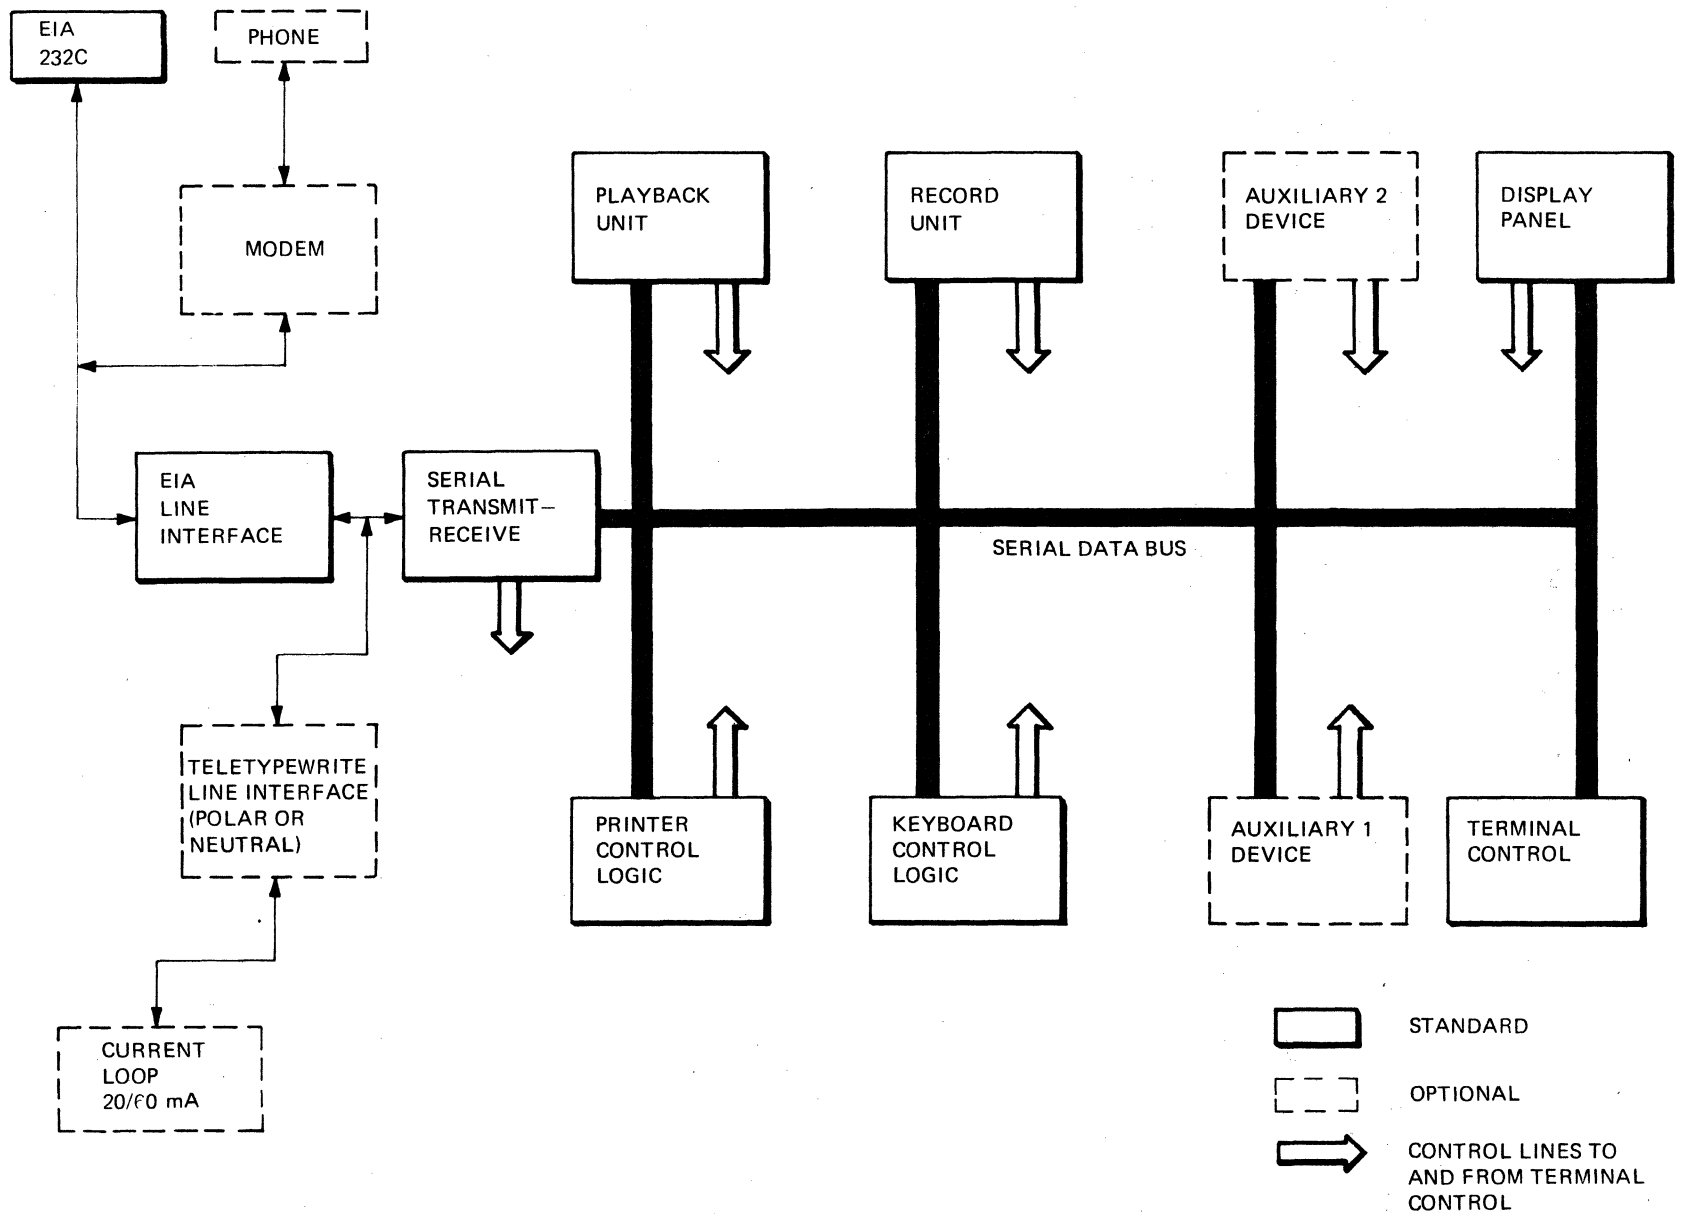 EIA
232C
PHONE
MODEM
PLAYBACK
UNIT
RECORD
UNIT
AUXILIARY 2
DEVICE
DISPLAY
PANEL
EIA
LINE
INTERFACE
SERIAL
TRANSMIT—
RECEIVE
SERIAL DATA BUS
TELETYPEWRITE
LINE INTERFACE
(POLAR OR
NEUTRAL)
PRINTER
CONTROL
LOGIC
KEYBOARD
CONTROL
LOGIC
AUXILIARY 1
DEVICE
TERMINAL
CONTROL
CURRENT
LOOP
20/60 mA
STANDARD
OPTIONAL
CONTROL LINES TO
AND FROM TERMINAL
CONTROL